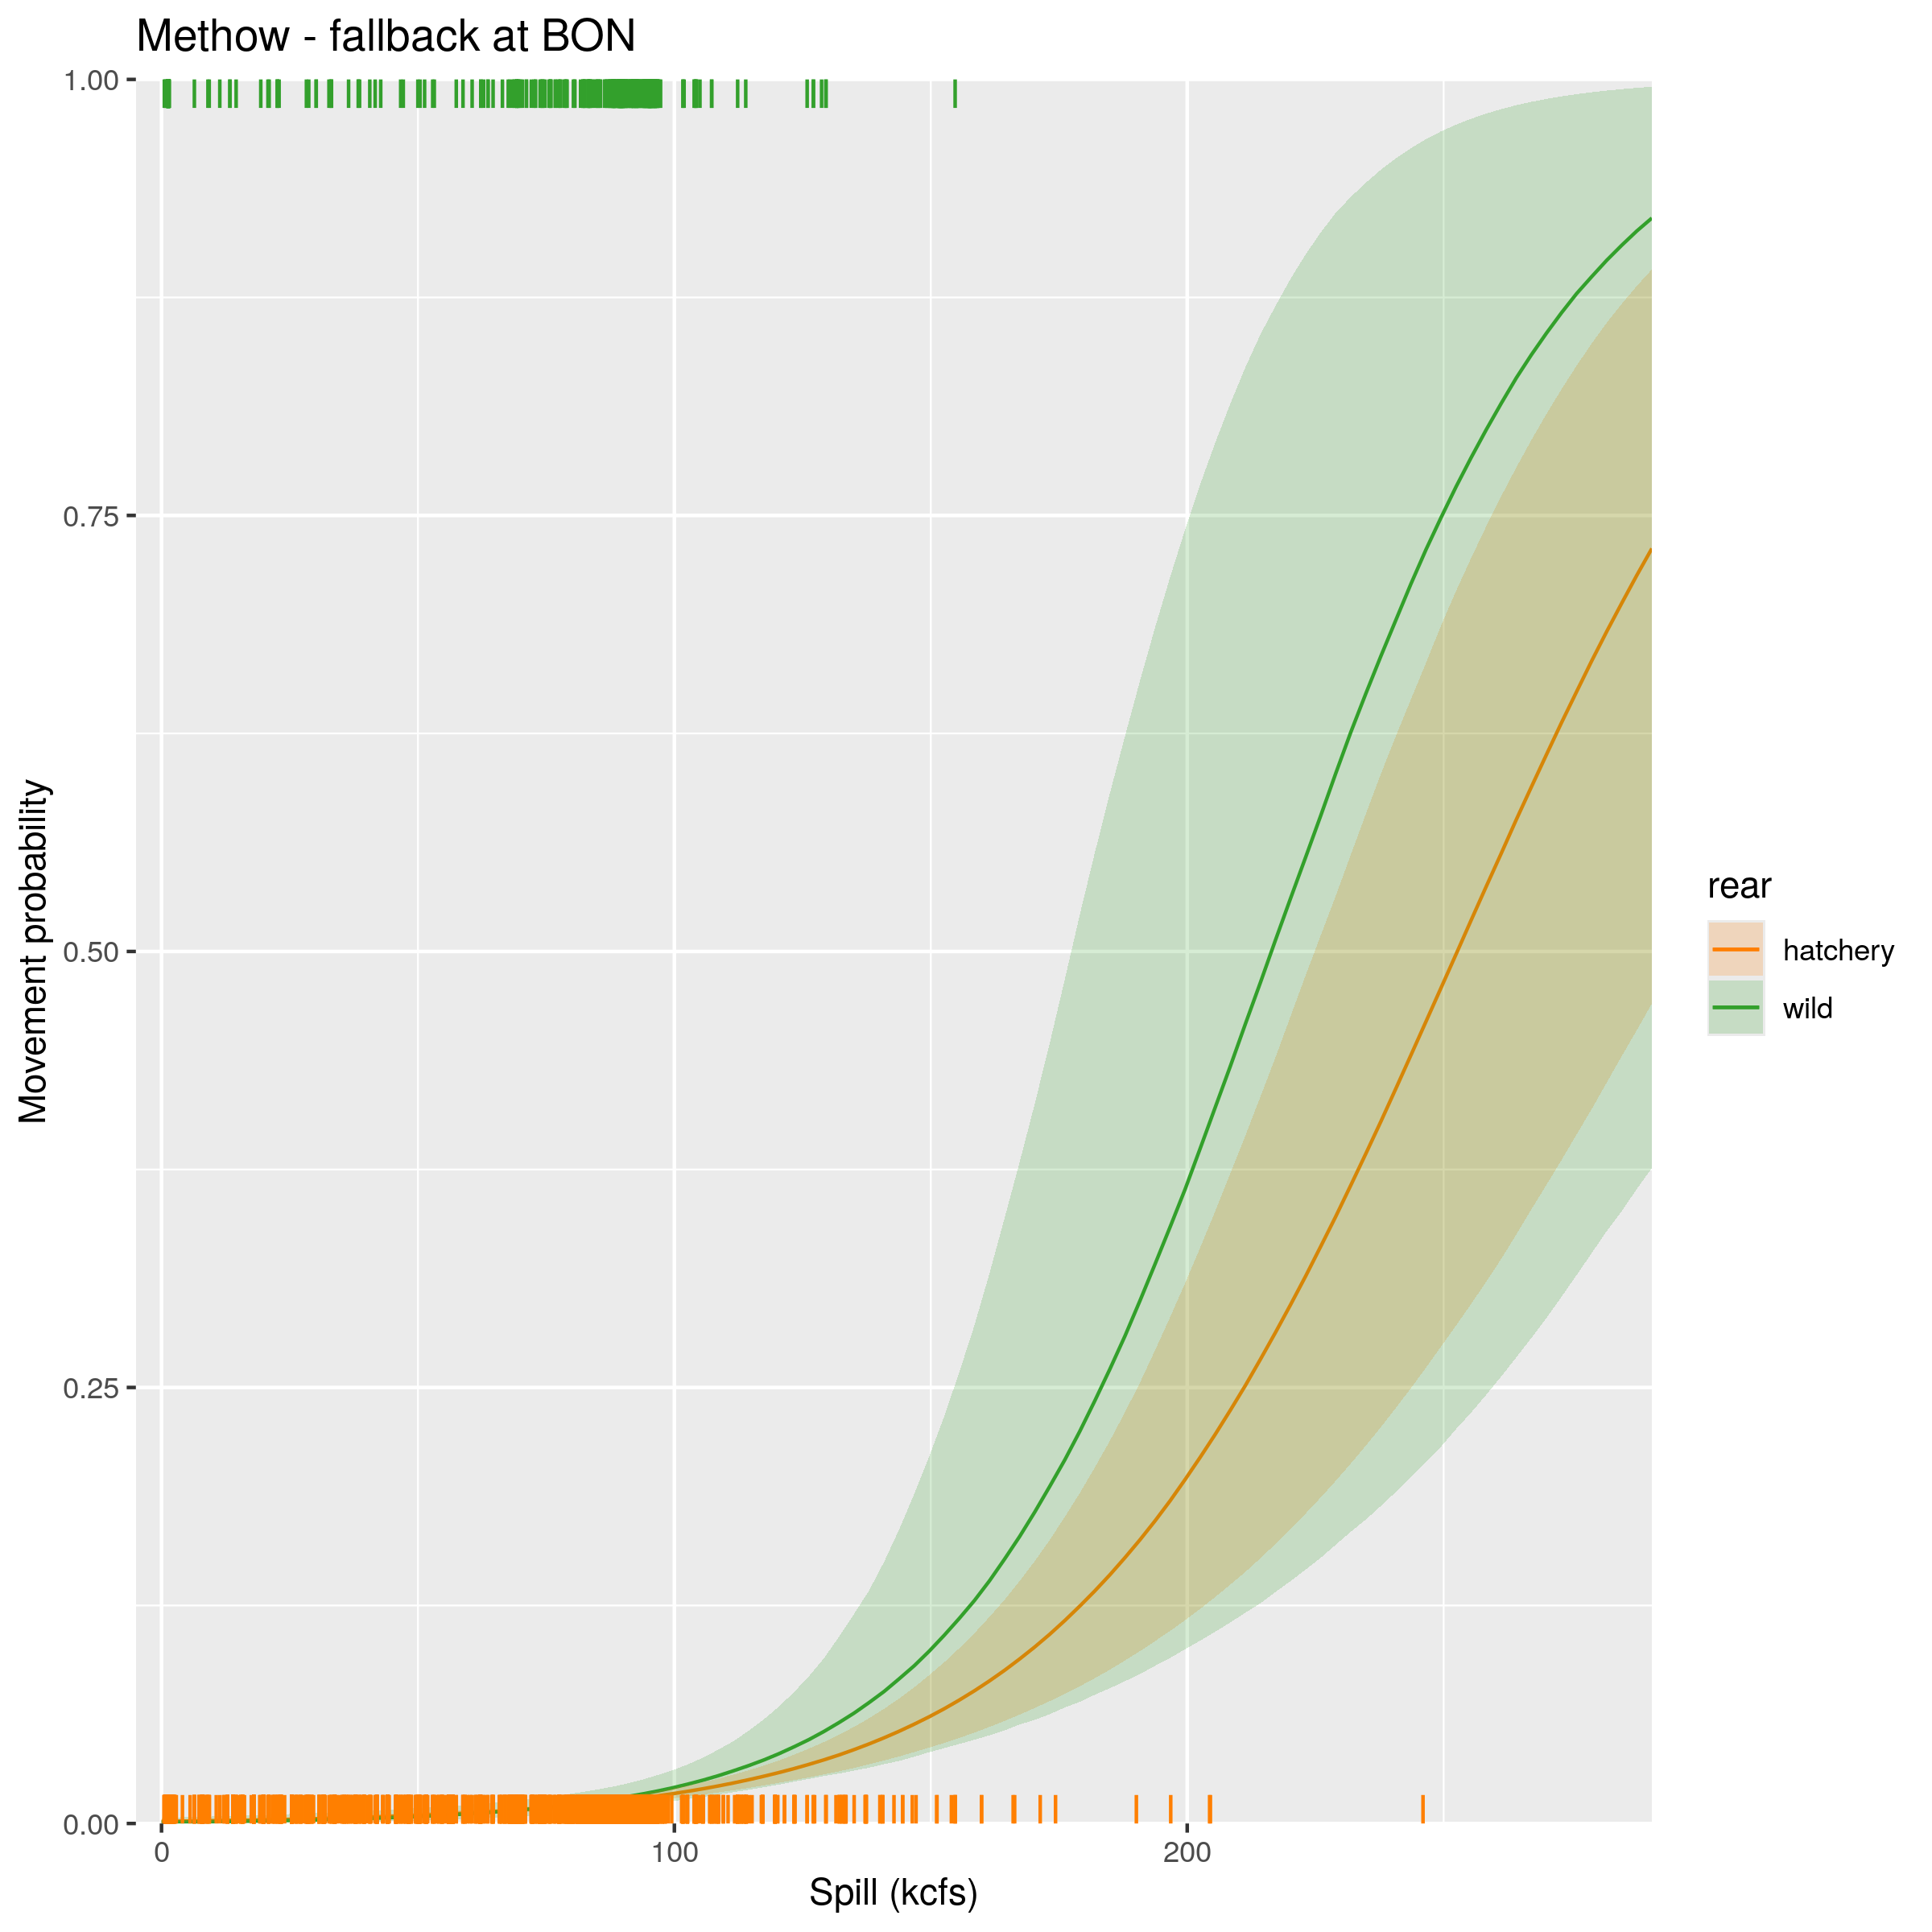 Methow - fallback at BON
1.00
0.75
0.50
0.25
0.00
Movement probability
0
100
200
Spill (kcfs)
rear
hatchery
wild